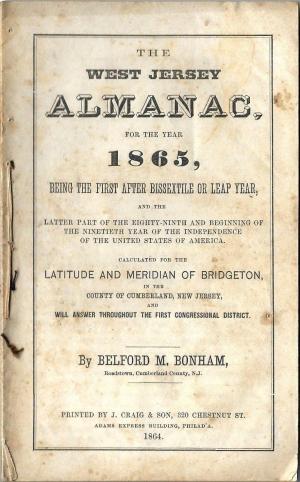 THE
WEST JERSEY
ALMANAC,
FOR THE YEAR
1865,
BEING THE FIRST AFTER BISSEXTILE OR LEAP YEAR,
AND THE
LATTER PART OF THE EIGHTY-NINTH AND BEGINNING OF
THE NINETIETH YEAR OF THE INDEPENDENCE
OF THE UNITED STATES OF AMERICA.
CALCULATED FOR THE
LATITUDE AND MERIDIAN OF BRIDGETON,
IN THE
COUNTY OF CUMBERLAND, NEW JERSEY,
AND
WILL ANSWER THROUGHOUT THE FIRST CONGRESSIONAL DISTRICT.
By BELFORD M. BONHAM,
Roadstown, Cumberland County, N.J.
PRINTED BY J. CRAIG & SON, 320 CHESTNUT ST.
ADAMS EXPRESS BUILDING, PHILAD'A.
1864.